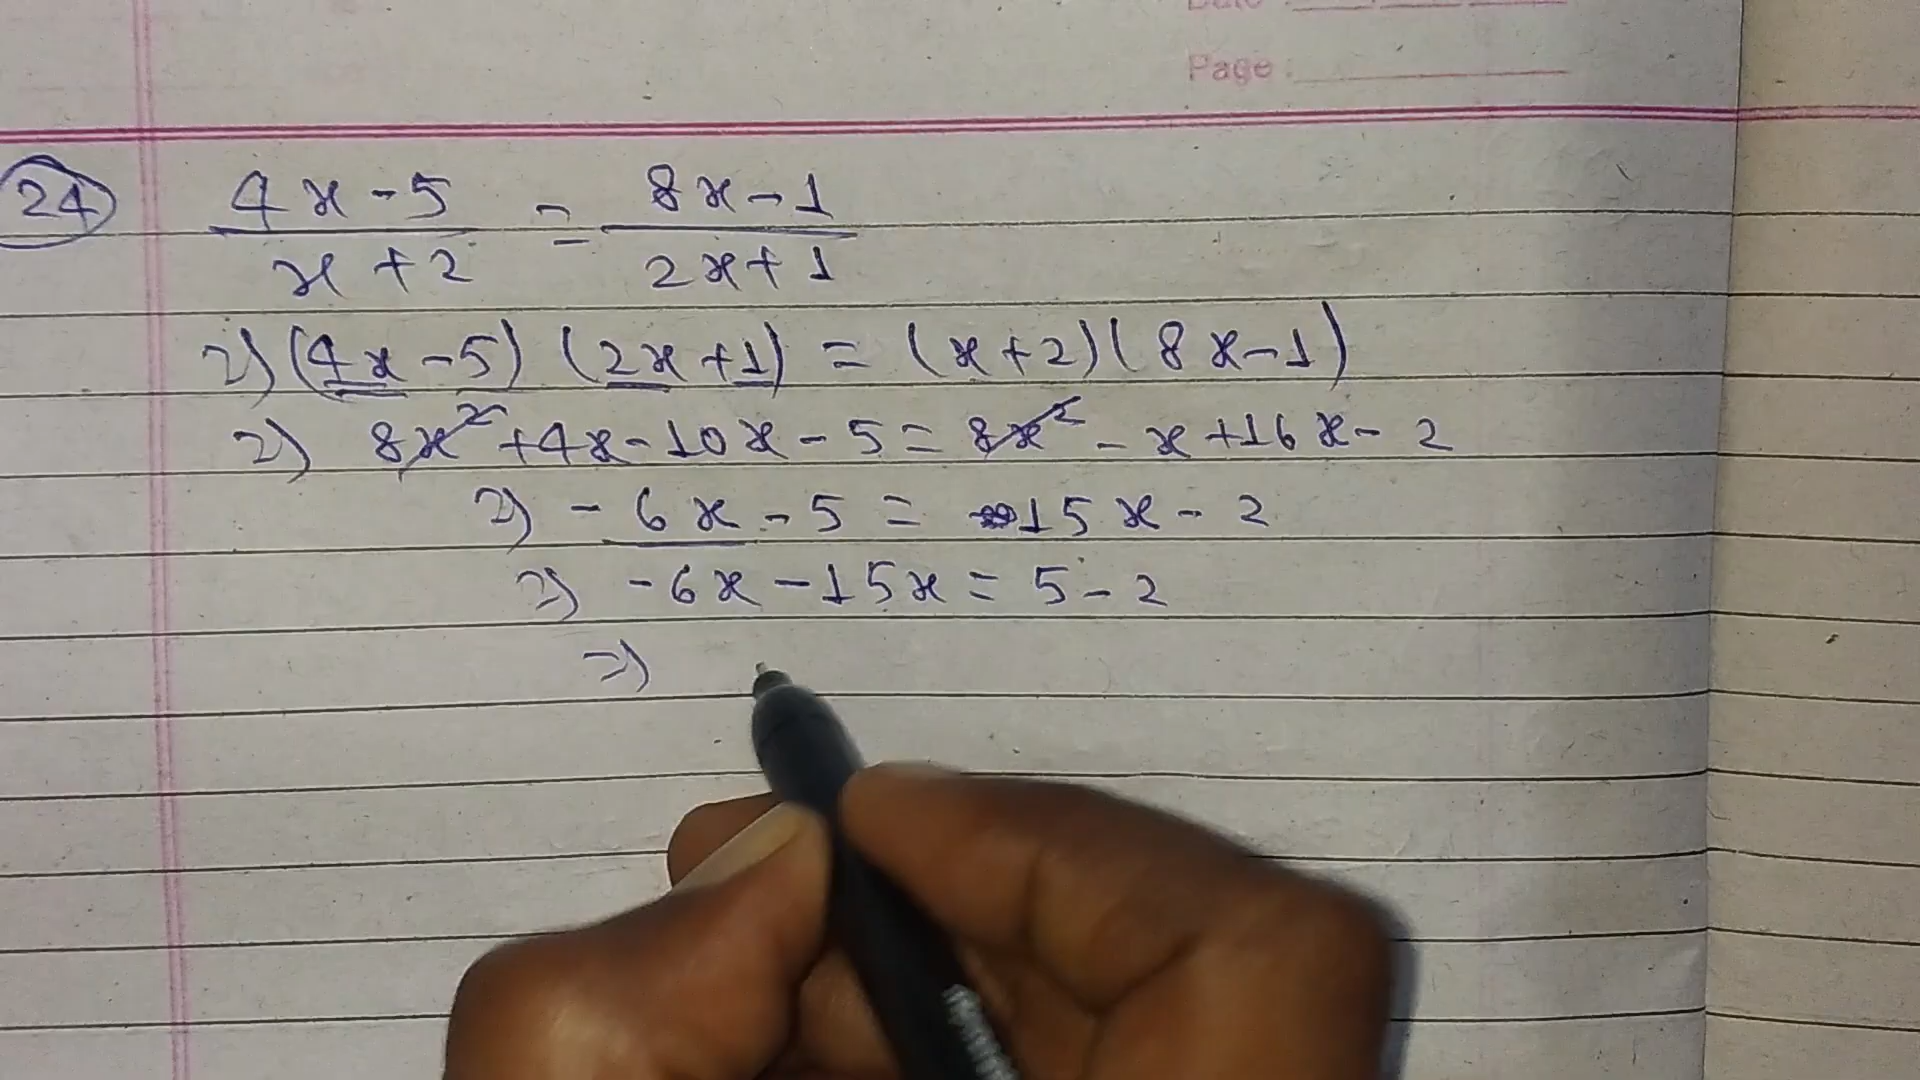 Date :
Page :
24 4x-5/x+2 = 8x-1/2x+1
⇒ (4x-5) (2x+1) = (x+2)(8x-1)
⇒ 8x²+4x-10x-5 = 8x²-x+16x-2
⇒ -6x-5 = 15x-2
⇒ -6x-15x = 5-2
⇒